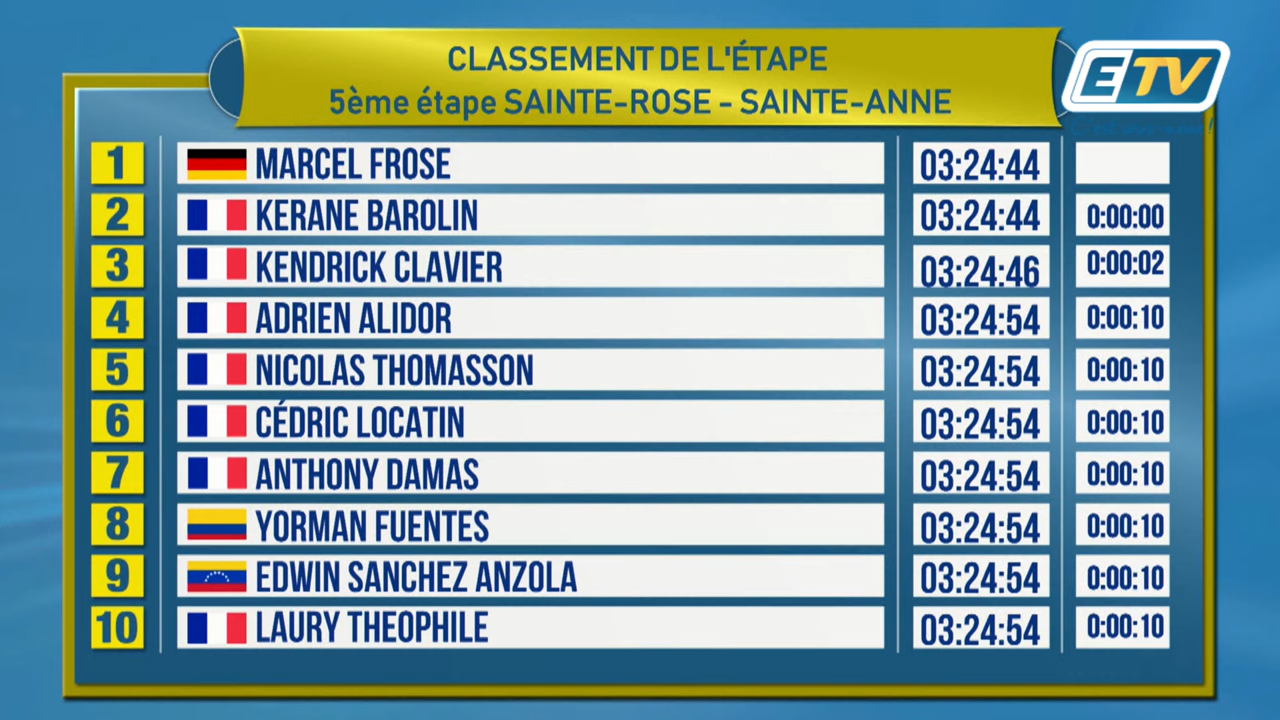 CLASSEMENT DE L'ÉTAPE
5ème étape SAINTE-ROSE - SAINTE-ANNE
ETV
1 MARCEL FROSE 03:24:44
2 KERANE BAROLIN 03:24:44 0:00:00
3 KENDRICK CLAVIER 03:24:46 0:00:02
4 ADRIEN ALIDOR 03:24:54 0:00:10
5 NICOLAS THOMASSON 03:24:54 0:00:10
6 CÉDRIC LOCATIN 03:24:54 0:00:10
7 ANTHONY DAMAS 03:24:54 0:00:10
8 YORMAN FUENTES 03:24:54 0:00:10
9 EDWIN SANCHEZ ANZOLA 03:24:54 0:00:10
10 LAURY THEOPHILE 03:24:54 0:00:10